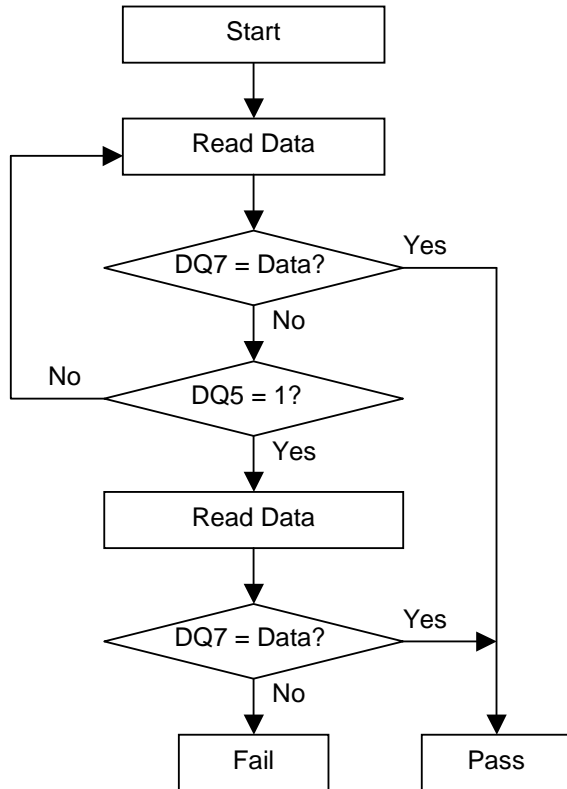 Start
Read Data
DQ7 = Data?
Yes
No
DQ5 = 1?
No
Yes
Read Data
DQ7 = Data?
Yes
No
Fail
Pass